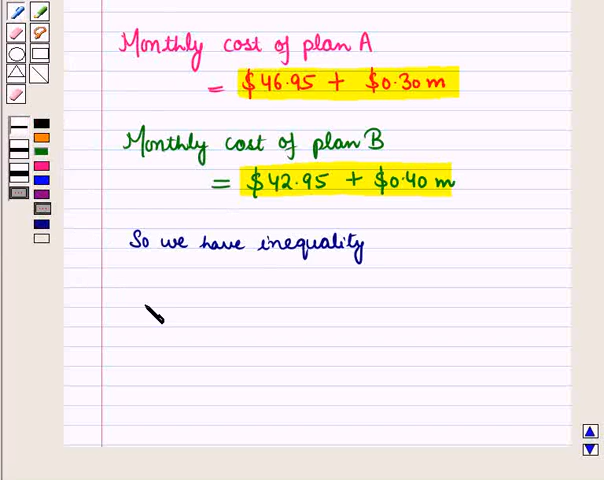 Monthly cost of plan A
= $46.95 + $0.30 m
Monthly cost of plan B
= $42.95 + $0.40 m
So we have inequality